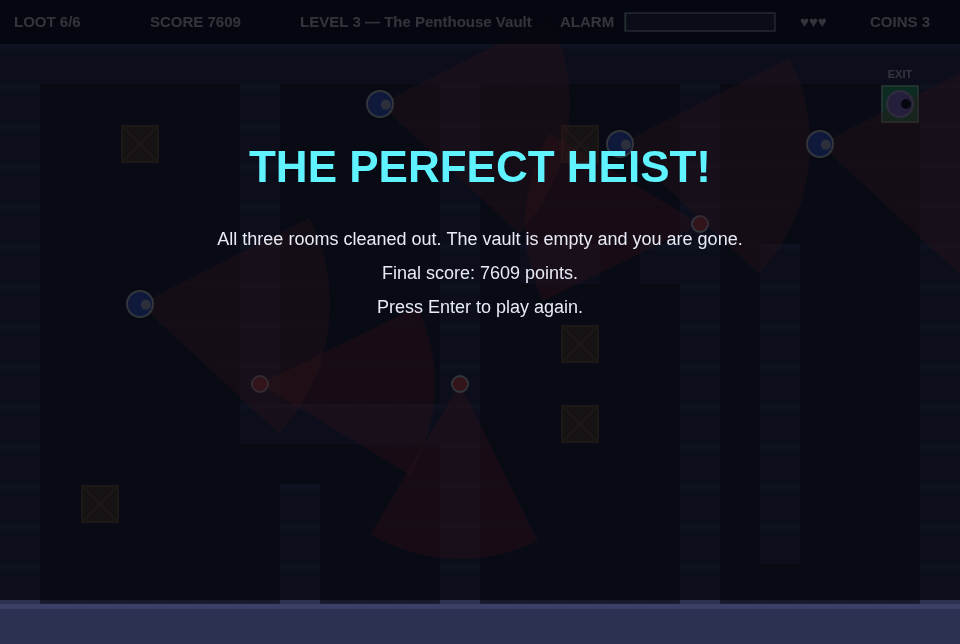 LOOT 6/6 SCORE 7609 LEVEL 3 — The Penthouse Vault ALARM ♥♥♥ COINS 3
EXIT
THE PERFECT HEIST!
All three rooms cleaned out. The vault is empty and you are gone.
Final score: 7609 points.
Press Enter to play again.